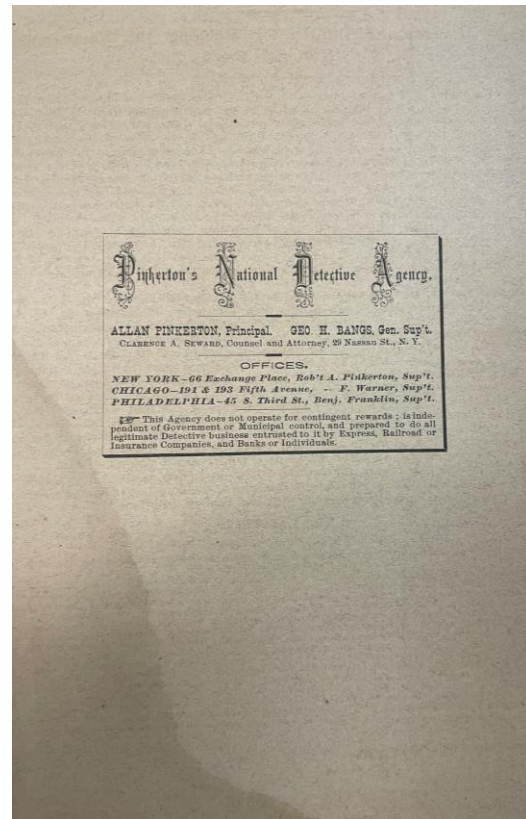 Pinkerton's National Detective Agency.
ALLAN PINKERTON, Principal. GEO. H. BANGS, Gen. Sup't.
CLARENCE A. SEWARD, Counsel and Attorney, 29 Nassau St., N. Y.
OFFICES.
NEW YORK—66 Exchange Place, Rob't A. Pinkerton, Sup't.
CHICAGO—191 & 193 Fifth Avenue, — F. Warner, Sup't.
PHILADELPHIA—45 S. Third St., Benj. Franklin, Sup't.
☞ This Agency does not operate for contingent rewards ; is inde-
pendent of Government or Municipal control, and prepared to do all
legitimate Detective business entrusted to it by Express, Railroad or
Insurance Companies, and Banks or Individuals.